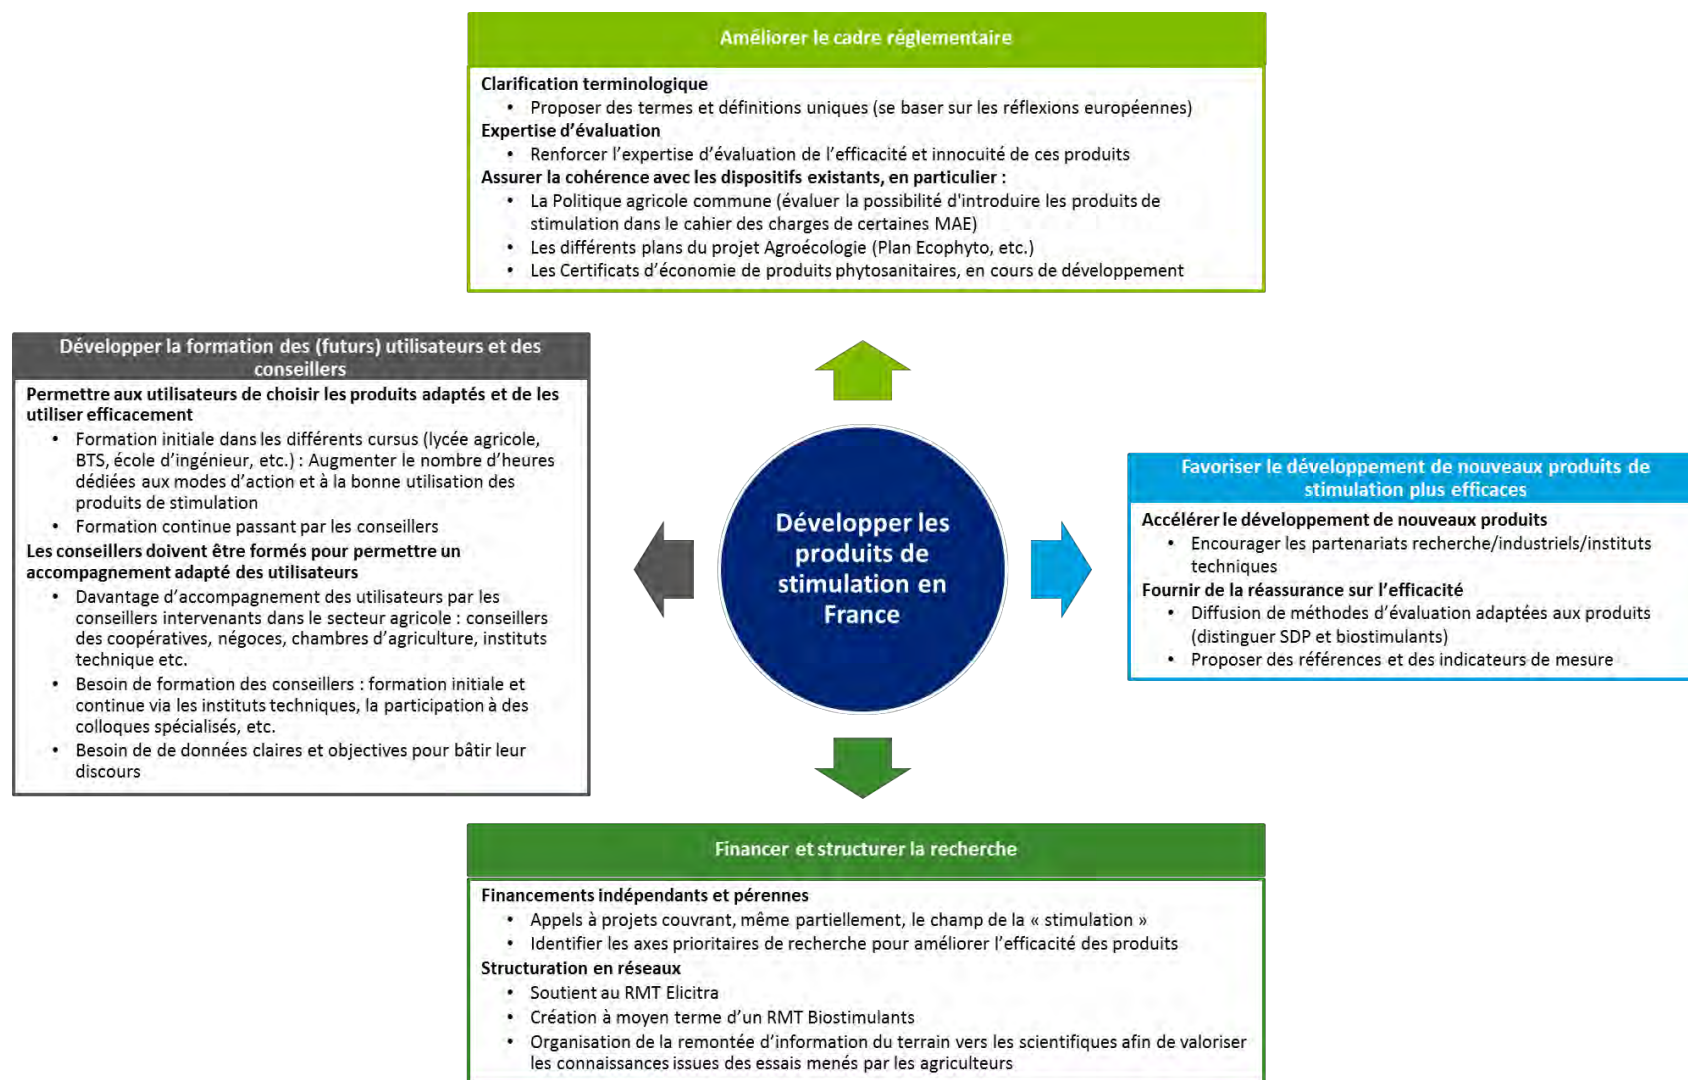 Améliorer le cadre réglementaire
Clarification terminologique
• Proposer des termes et définitions uniques (se baser sur les réflexions européennes)
Expertise d’évaluation
• Renforcer l’expertise d’évaluation de l’efficacité et innocuité de ces produits
Assurer la cohérence avec les dispositifs existants, en particulier :
• La Politique agricole commune (évaluer la possibilité d'introduire les produits de
stimulation dans le cahier des charges de certaines MAE)
• Les différents plans du projet Agroécologie (Plan Ecophyto, etc.)
• Les Certificats d’économie de produits phytosanitaires, en cours de développement
Développer la formation des (futurs) utilisateurs et des
conseillers
Permettre aux utilisateurs de choisir les produits adaptés et de les
utiliser efficacement
• Formation initiale dans les différents cursus (lycée agricole,
BTS, école d’ingénieur, etc.) : Augmenter le nombre d’heures
dédiées aux modes d’action et à la bonne utilisation des
produits de stimulation
• Formation continue passant par les conseillers
Les conseillers doivent être formés pour permettre un
accompagnement adapté des utilisateurs
• Davantage d’accompagnement des utilisateurs par les
conseillers intervenants dans le secteur agricole : conseillers
des coopératives, négoces, chambres d’agriculture, instituts
technique etc.
• Besoin de formation des conseillers : formation initiale et
continue via les instituts techniques, la participation à des
colloques spécialisés, etc.
• Besoin de de données claires et objectives pour bâtir leur
discours
Développer les
produits de
stimulation en
France
Favoriser le développement de nouveaux produits de
stimulation plus efficaces
Accélérer le développement de nouveaux produits
• Encourager les partenariats recherche/industriels/instituts
techniques
Fournir de la réassurance sur l’efficacité
• Diffusion de méthodes d’évaluation adaptées aux produits
(distinguer SDP et biostimulants)
• Proposer des références et des indicateurs de mesure
Financer et structurer la recherche
Financements indépendants et pérennes
• Appels à projets couvrant, même partiellement, le champ de la « stimulation »
• Identifier les axes prioritaires de recherche pour améliorer l’efficacité des produits
Structuration en réseaux
• Soutient au RMT Elicitra
• Création à moyen terme d’un RMT Biostimulants
• Organisation de la remontée d’information du terrain vers les scientifiques afin de valoriser
les connaissances issues des essais menés par les agriculteurs